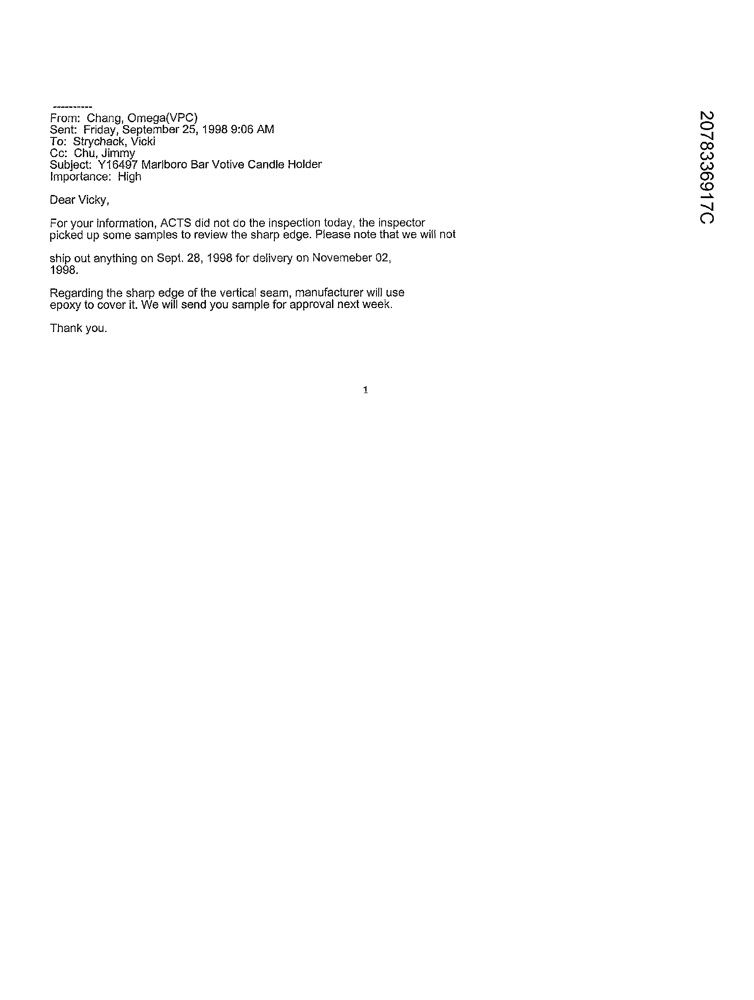 ----------
From: Chang, Omega(VPC)
Sent: Friday, September 25, 1998 9:06 AM
To: Strychack, Vicki
Cc: Chu, Jimmy
Subject: Y16497 Marlboro Bar Votive Candle Holder
Importance: High
Dear Vicky,
For your information, ACTS did not do the inspection today, the inspector
picked up some samples to review the sharp edge. Please note that we will not
ship out anything on Sept. 28, 1998 for delivery on Novemeber 02,
1998.
Regarding the sharp edge of the vertical seam, manufacturer will use
epoxy to cover it. We will send you sample for approval next week.
Thank you.
1
2078336917C